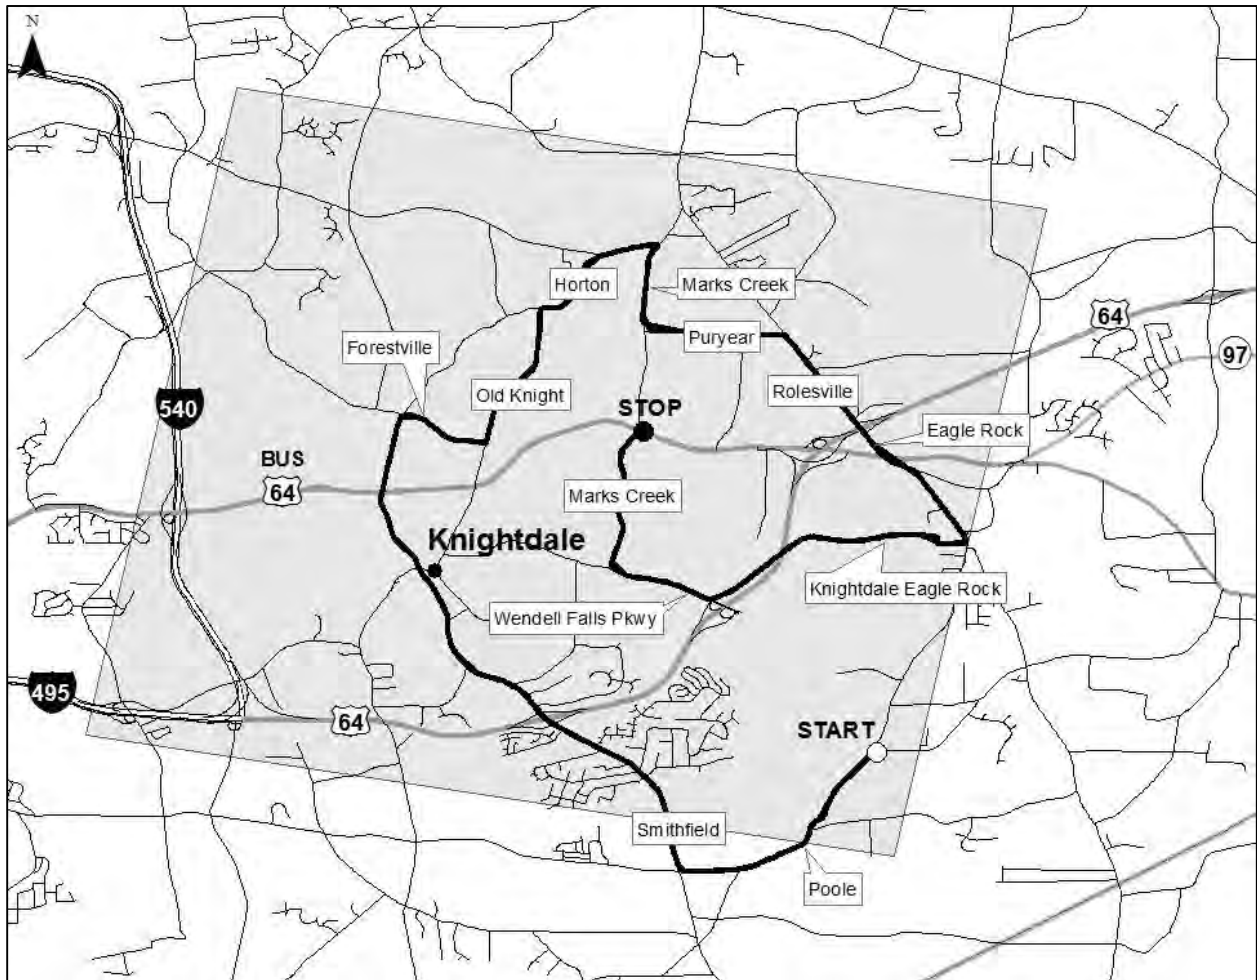 N
64
97
Horton
Marks Creek
Puryear
Forestville
Rolesville
Old Knight
STOP
540
Eagle Rock
BUS
64
Marks Creek
Knightdale
Knightdale Eagle Rock
Wendell Falls Pkwy
495
64
START
Smithfield
Poole